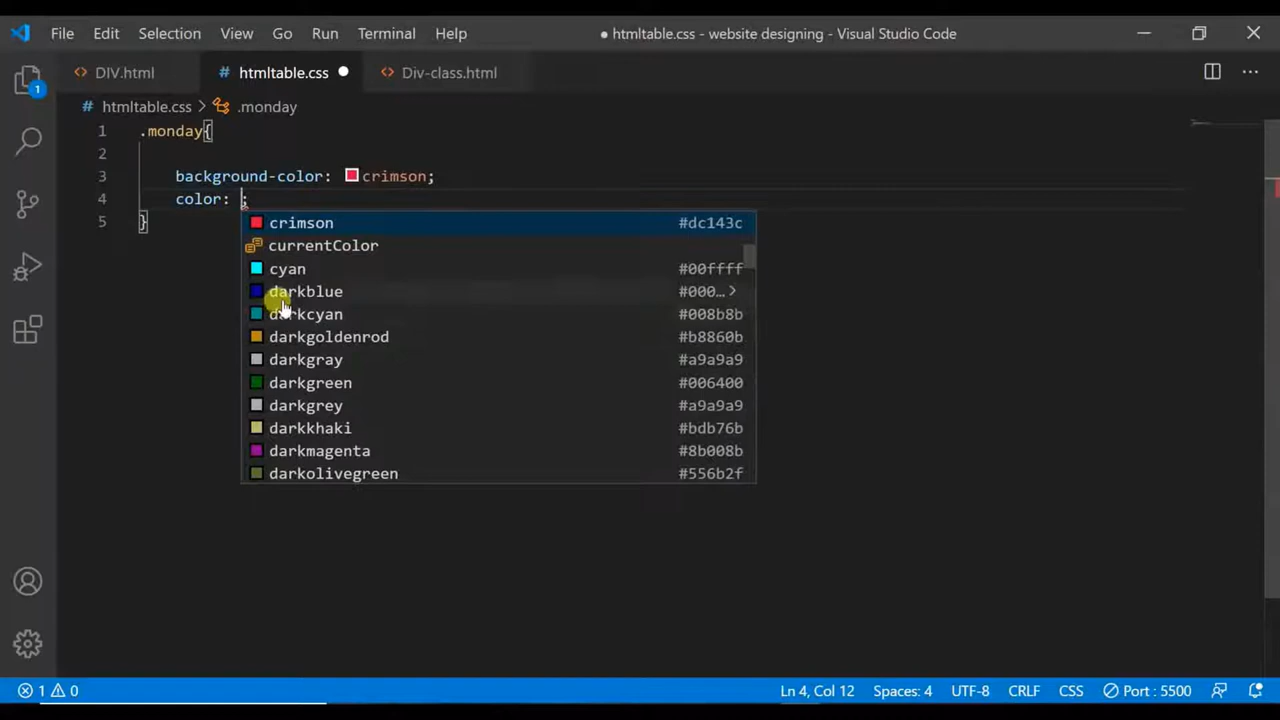 File Edit Selection View Go Run Terminal Help
● htmltable.css - website designing - Visual Studio Code
<> DIV.html
# htmltable.css ●
<> Div-class.html
1
# htmltable.css > .monday
1 .monday{
2
3 background-color: crimson;
4 color: ;
5 }
crimson #dc143c
currentColor
cyan #00ffff
darkblue #000… >
darkcyan #008b8b
darkgoldenrod #b8860b
darkgray #a9a9a9
darkgreen #006400
darkgrey #a9a9a9
darkkhaki #bdb76b
darkmagenta #8b008b
darkolivegreen #556b2f
1 0 Ln 4, Col 12 Spaces: 4 UTF-8 CRLF CSS Port : 5500